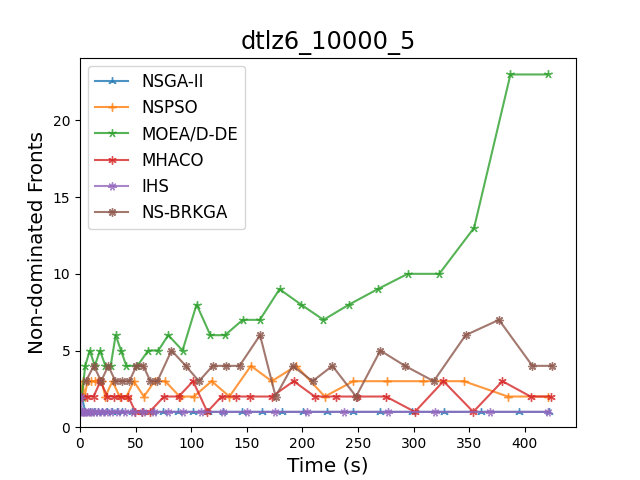 dtlz6_10000_5
NSGA-II
NSPSO
MOEA/D-DE
MHACO
IHS
NS-BRKGA
Non-dominated Fronts
20
15
10
5
0
0 50 100 150 200 250 300 350 400
Time (s)